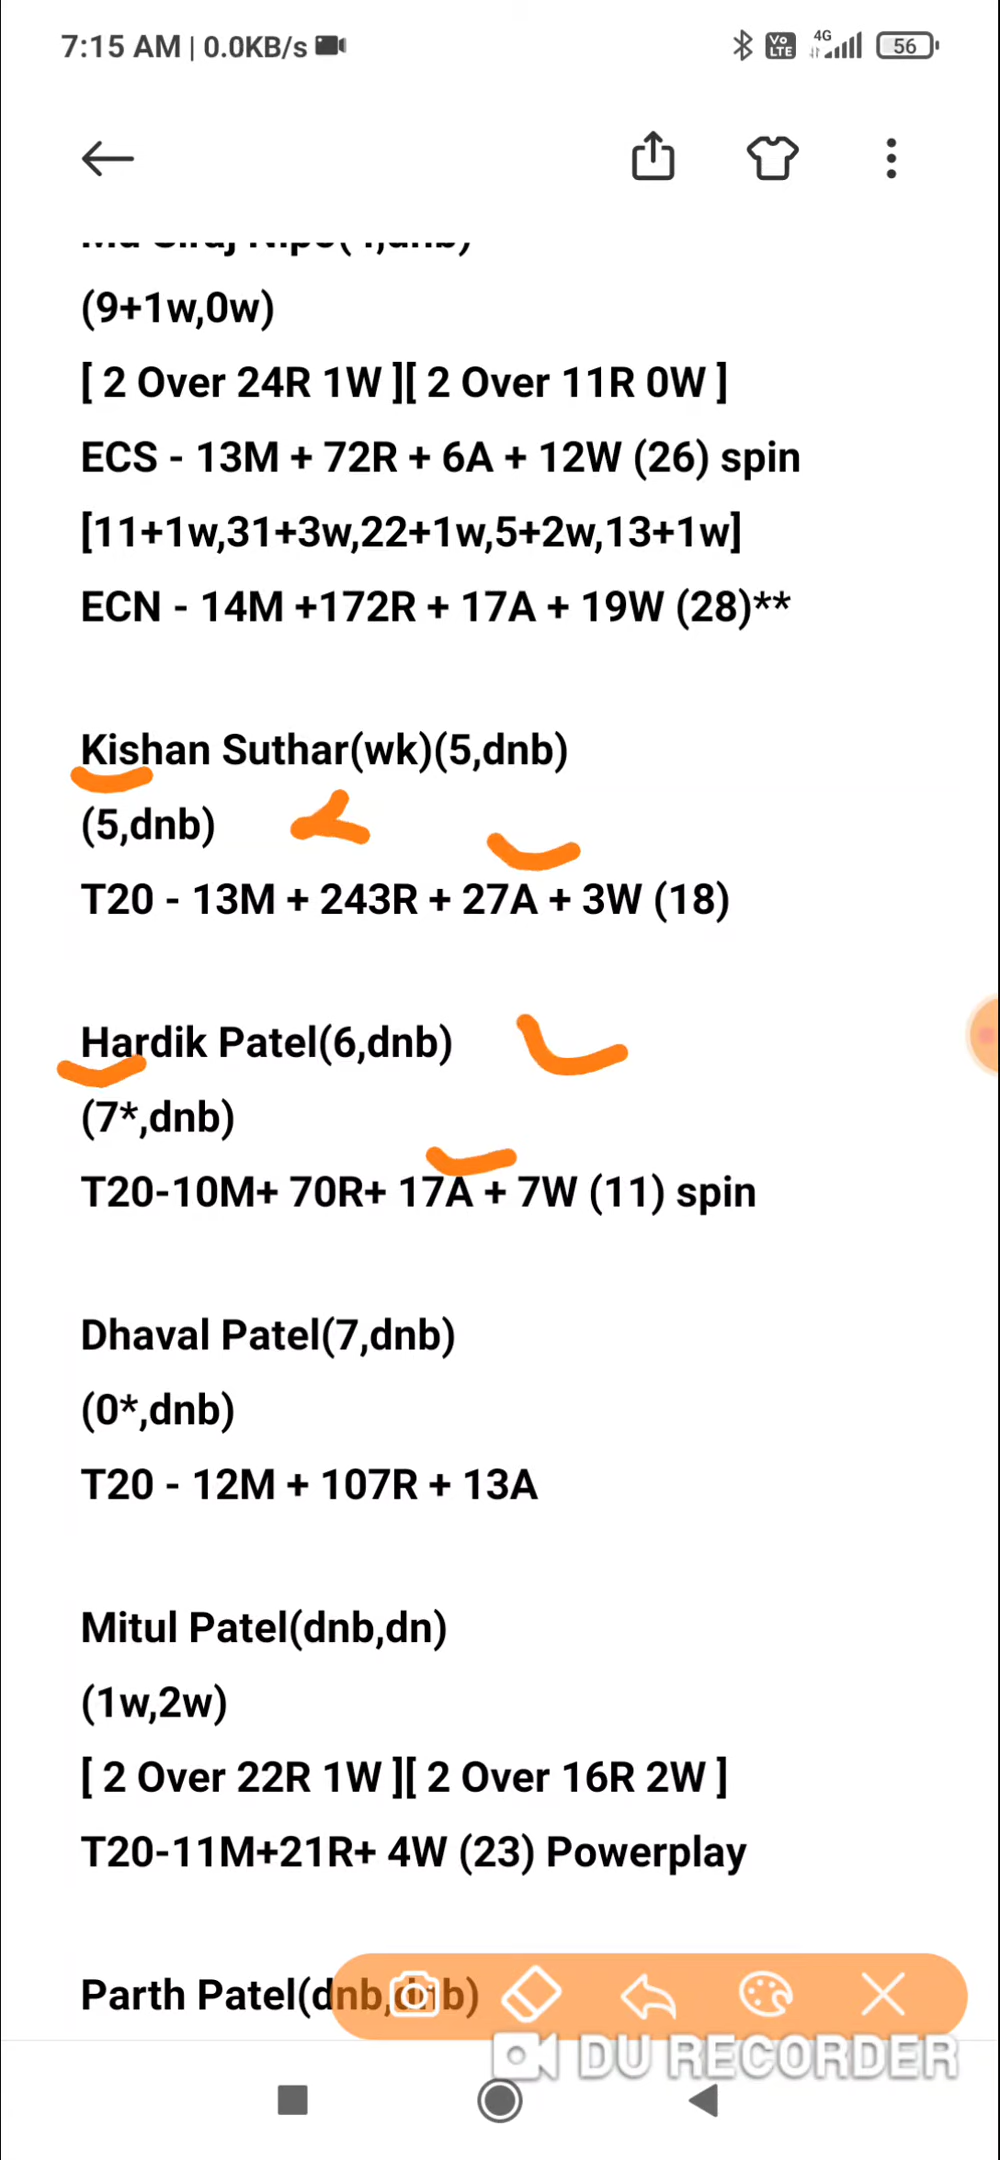 7:15 AM | 0.0KB/s
Vo LTE 4G 56
(9+1w,0w)
[ 2 Over 24R 1W ][ 2 Over 11R 0W ]
ECS - 13M + 72R + 6A + 12W (26) spin
[11+1w,31+3w,22+1w,5+2w,13+1w]
ECN - 14M +172R + 17A + 19W (28)**
Kishan Suthar(wk)(5,dnb)
(5,dnb)
T20 - 13M + 243R + 27A + 3W (18)
Hardik Patel(6,dnb)
(7*,dnb)
T20-10M+ 70R+ 17A + 7W (11) spin
Dhaval Patel(7,dnb)
(0*,dnb)
T20 - 12M + 107R + 13A
Mitul Patel(dnb,dn)
(1w,2w)
[ 2 Over 22R 1W ][ 2 Over 16R 2W ]
T20-11M+21R+ 4W (23) Powerplay
Parth Patel(dnb,dnb)
DU RECORDER